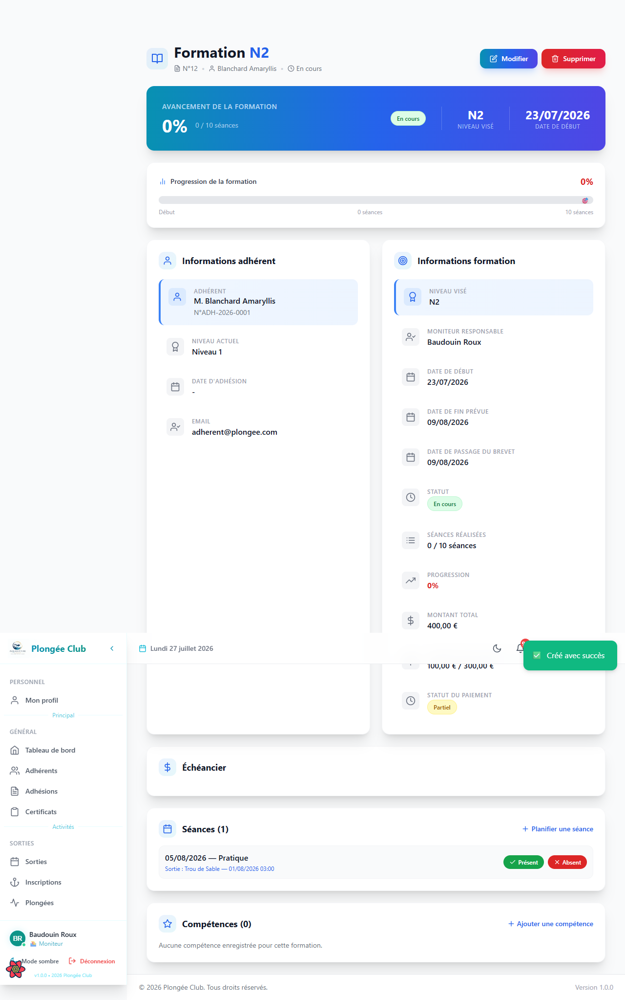 Formation N2
N°12 • Blanchard Amaryllis • En cours
Modifier
Supprimer
AVANCEMENT DE LA FORMATION
0% 0 / 10 séances
En cours
N2
NIVEAU VISÉ
23/07/2026
DATE DE DÉBUT
Progression de la formation
0%
Début
0 séances
10 séances
Informations adhérent
ADHÉRENT
M. Blanchard Amaryllis
N°ADH-2026-0001
NIVEAU ACTUEL
Niveau 1
DATE D'ADHÉSION
-
EMAIL
adherent@plongee.com
Informations formation
NIVEAU VISÉ
N2
MONITEUR RESPONSABLE
Baudouin Roux
DATE DE DÉBUT
23/07/2026
DATE DE FIN PRÉVUE
09/08/2026
DATE DE PASSAGE DU BREVET
09/08/2026
STATUT
En cours
SÉANCES RÉALISÉES
0 / 10 séances
PROGRESSION
0%
MONTANT TOTAL
400,00 €
100,00 € / 300,00 €
STATUT DU PAIEMENT
Partiel
Plongée Club
Lundi 27 juillet 2026
Créé avec succès
PERSONNEL
Mon profil
Principal
GÉNÉRAL
Tableau de bord
Adhérents
Adhésions
Certificats
Activités
SORTIES
Sorties
Inscriptions
Plongées
BR
Baudouin Roux
Moniteur
Mode sombre
Déconnexion
v1.0.0 • 2026 Plongée Club
Échéancier
Séances (1)
Planifier une séance
05/08/2026 — Pratique
Sortie : Trou de Sable — 01/08/2026 03:00
Présent
Absent
Compétences (0)
Ajouter une compétence
Aucune compétence enregistrée pour cette formation.
© 2026 Plongée Club. Tous droits réservés.
Version 1.0.0